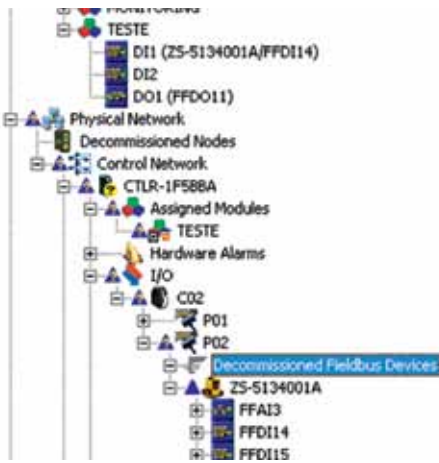 MONITORING
TESTE
DI1 (ZS-5134001A/FFDI14)
DI2
DO1 (FFDO11)
Physical Network
Decommissioned Nodes
Control Network
CTLR-1F5BBA
Assigned Modules
TESTE
Hardware Alarms
I/O
C02
P01
P02
Decommissioned Fieldbus Devices
ZS-5134001A
FFAI3
FFDI14
FFDI15